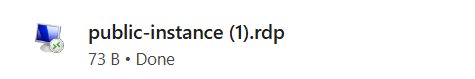 public-instance (1).rdp
73 B • Done